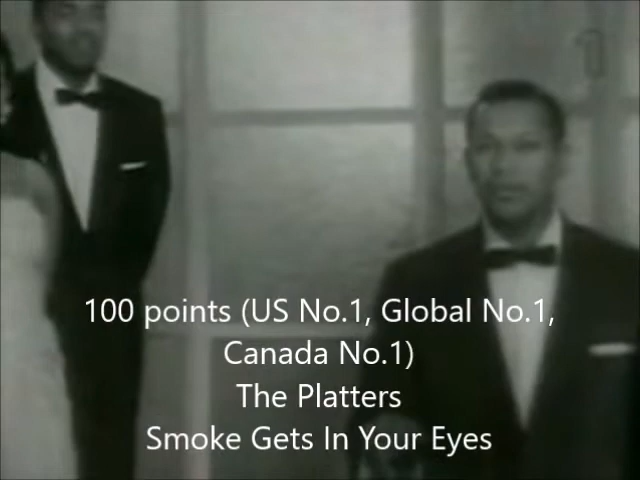 100 points (US No.1, Global No.1,
Canada No.1)
The Platters
Smoke Gets In Your Eyes